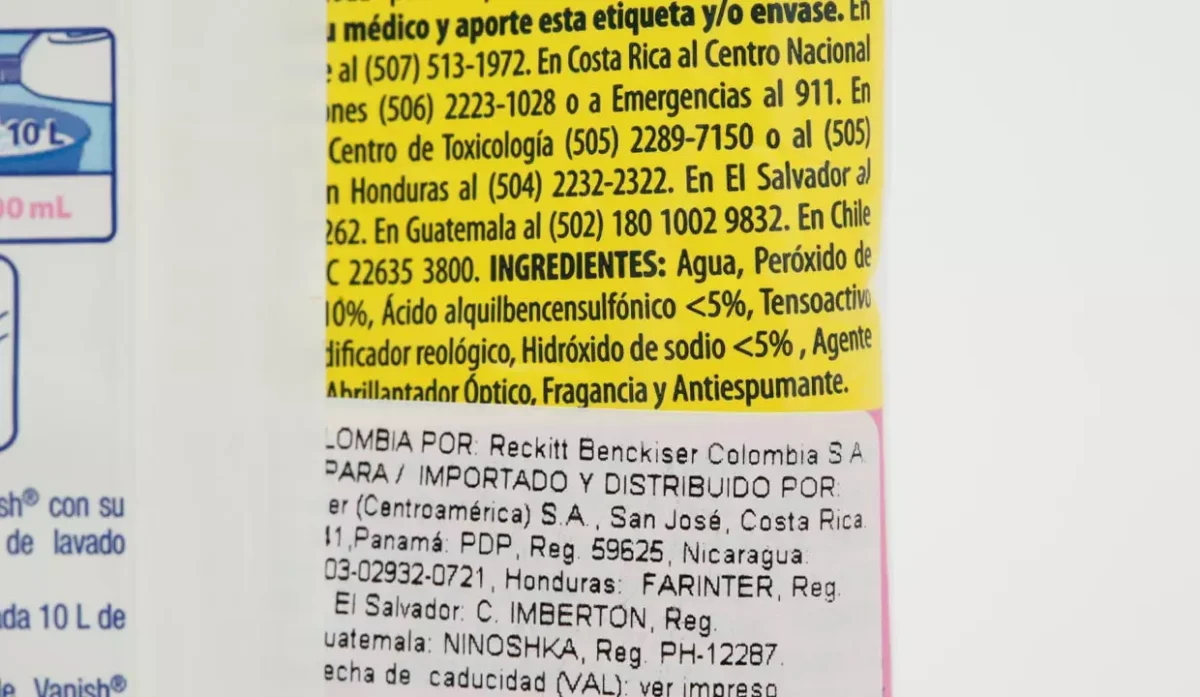 10 L
00 mL
sh® con su
de lavado
ada 10 L de
de Vanish®
u médico y aporte esta etiqueta y/o envase. En
e al (507) 513-1972. En Costa Rica al Centro Nacional
ones (506) 2223-1028 o a Emergencias al 911. En
Centro de Toxicología (505) 2289-7150 o al (505)
n Honduras al (504) 2232-2322. En El Salvador al
262. En Guatemala al (502) 180 1002 9832. En Chile
C 22635 3800. INGREDIENTES: Agua, Peróxido de
10%, Ácido alquilbencensulfónico <5%, Tensoactivo
dificador reológico, Hidróxido de sodio <5% , Agente
Abrillantador Óptico, Fragancia y Antiespumante.
LOMBIA POR: Reckitt Benckiser Colombia S A
PARA / IMPORTADO Y DISTRIBUIDO POR:
er (Centroamérica) S.A., San José, Costa Rica.
41,Panamá: PDP, Reg. 59625, Nicaragua:
03-02932-0721, Honduras: FARINTER, Reg.
El Salvador: C. IMBERTON, Reg.
uatemala: NINOSHKA, Reg. PH-12287.
echa de caducidad (VAL): ver impreso